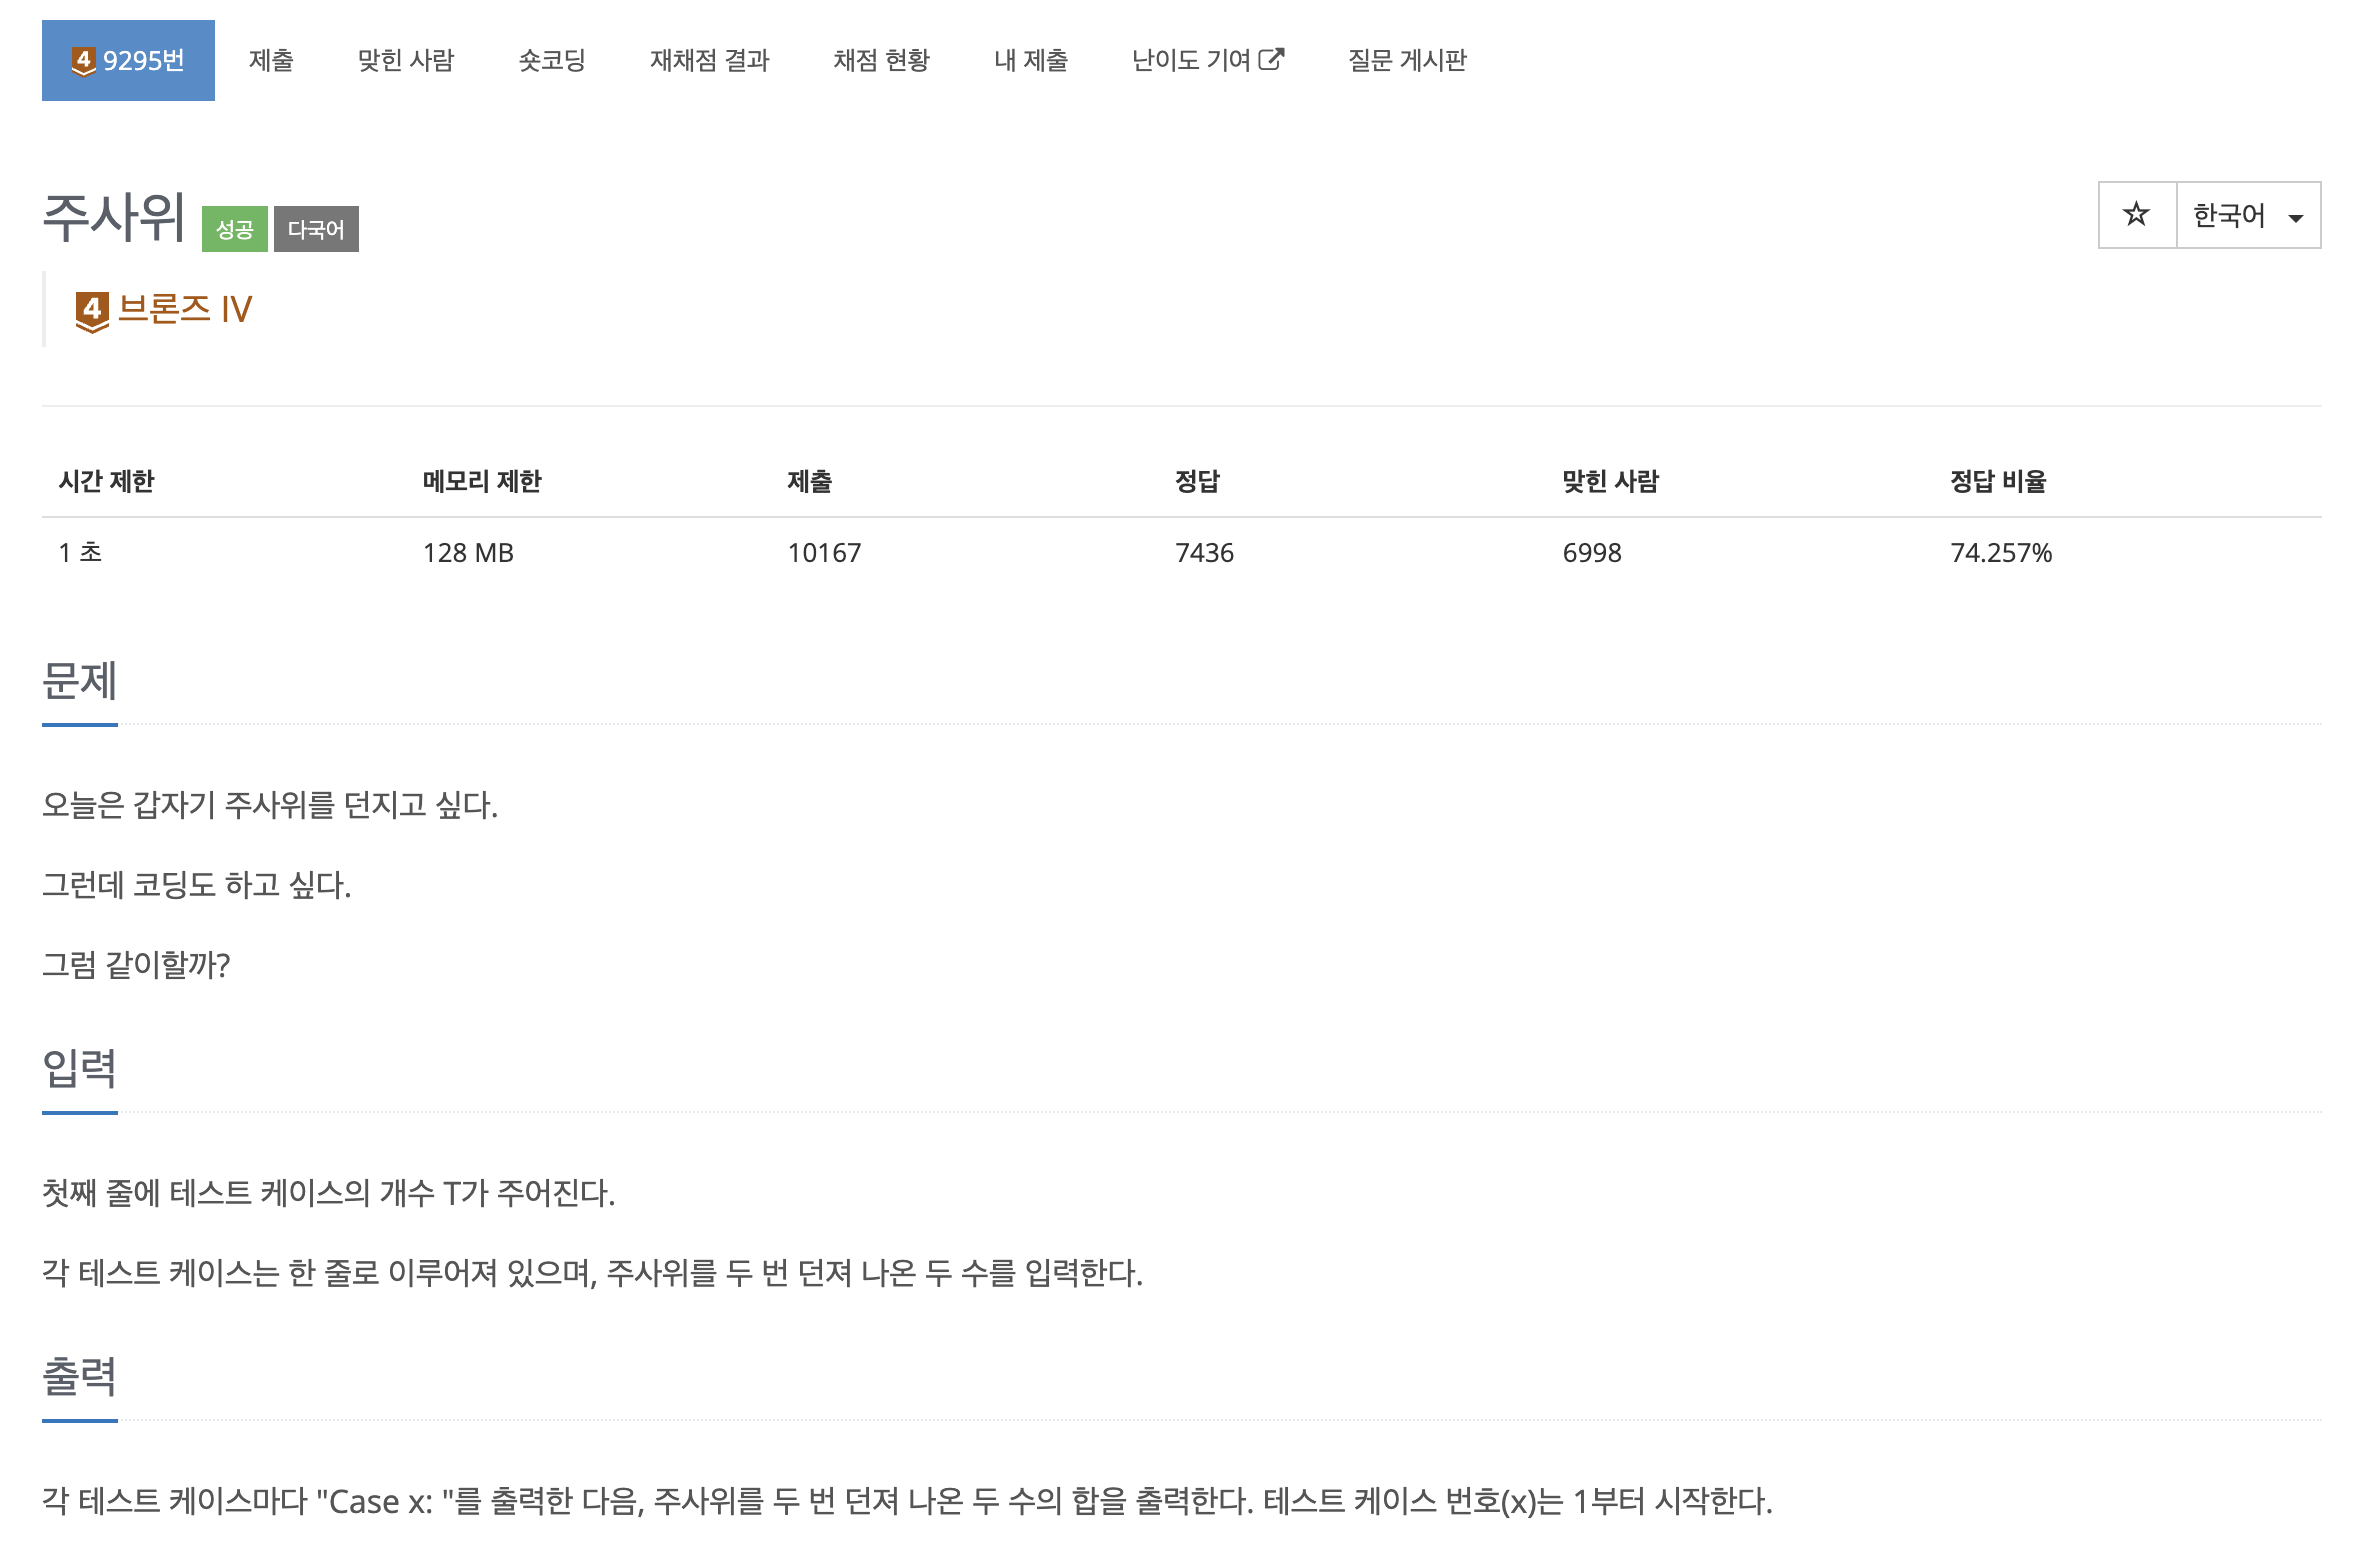 4 9295번 제출 맞힌 사람 숏코딩 재채점 결과 채점 현황 내 제출 난이도 기여 질문 게시판
주사위 성공 다국어 ☆ 한국어
4 브론즈 IV
시간 제한 메모리 제한 제출 정답 맞힌 사람 정답 비율
1 초 128 MB 10167 7436 6998 74.257%
문제
오늘은 갑자기 주사위를 던지고 싶다.
그런데 코딩도 하고 싶다.
그럼 같이할까?
입력
첫째 줄에 테스트 케이스의 개수 T가 주어진다.
각 테스트 케이스는 한 줄로 이루어져 있으며, 주사위를 두 번 던져 나온 두 수를 입력한다.
출력
각 테스트 케이스마다 "Case x: "를 출력한 다음, 주사위를 두 번 던져 나온 두 수의 합을 출력한다. 테스트 케이스 번호(x)는 1부터 시작한다.